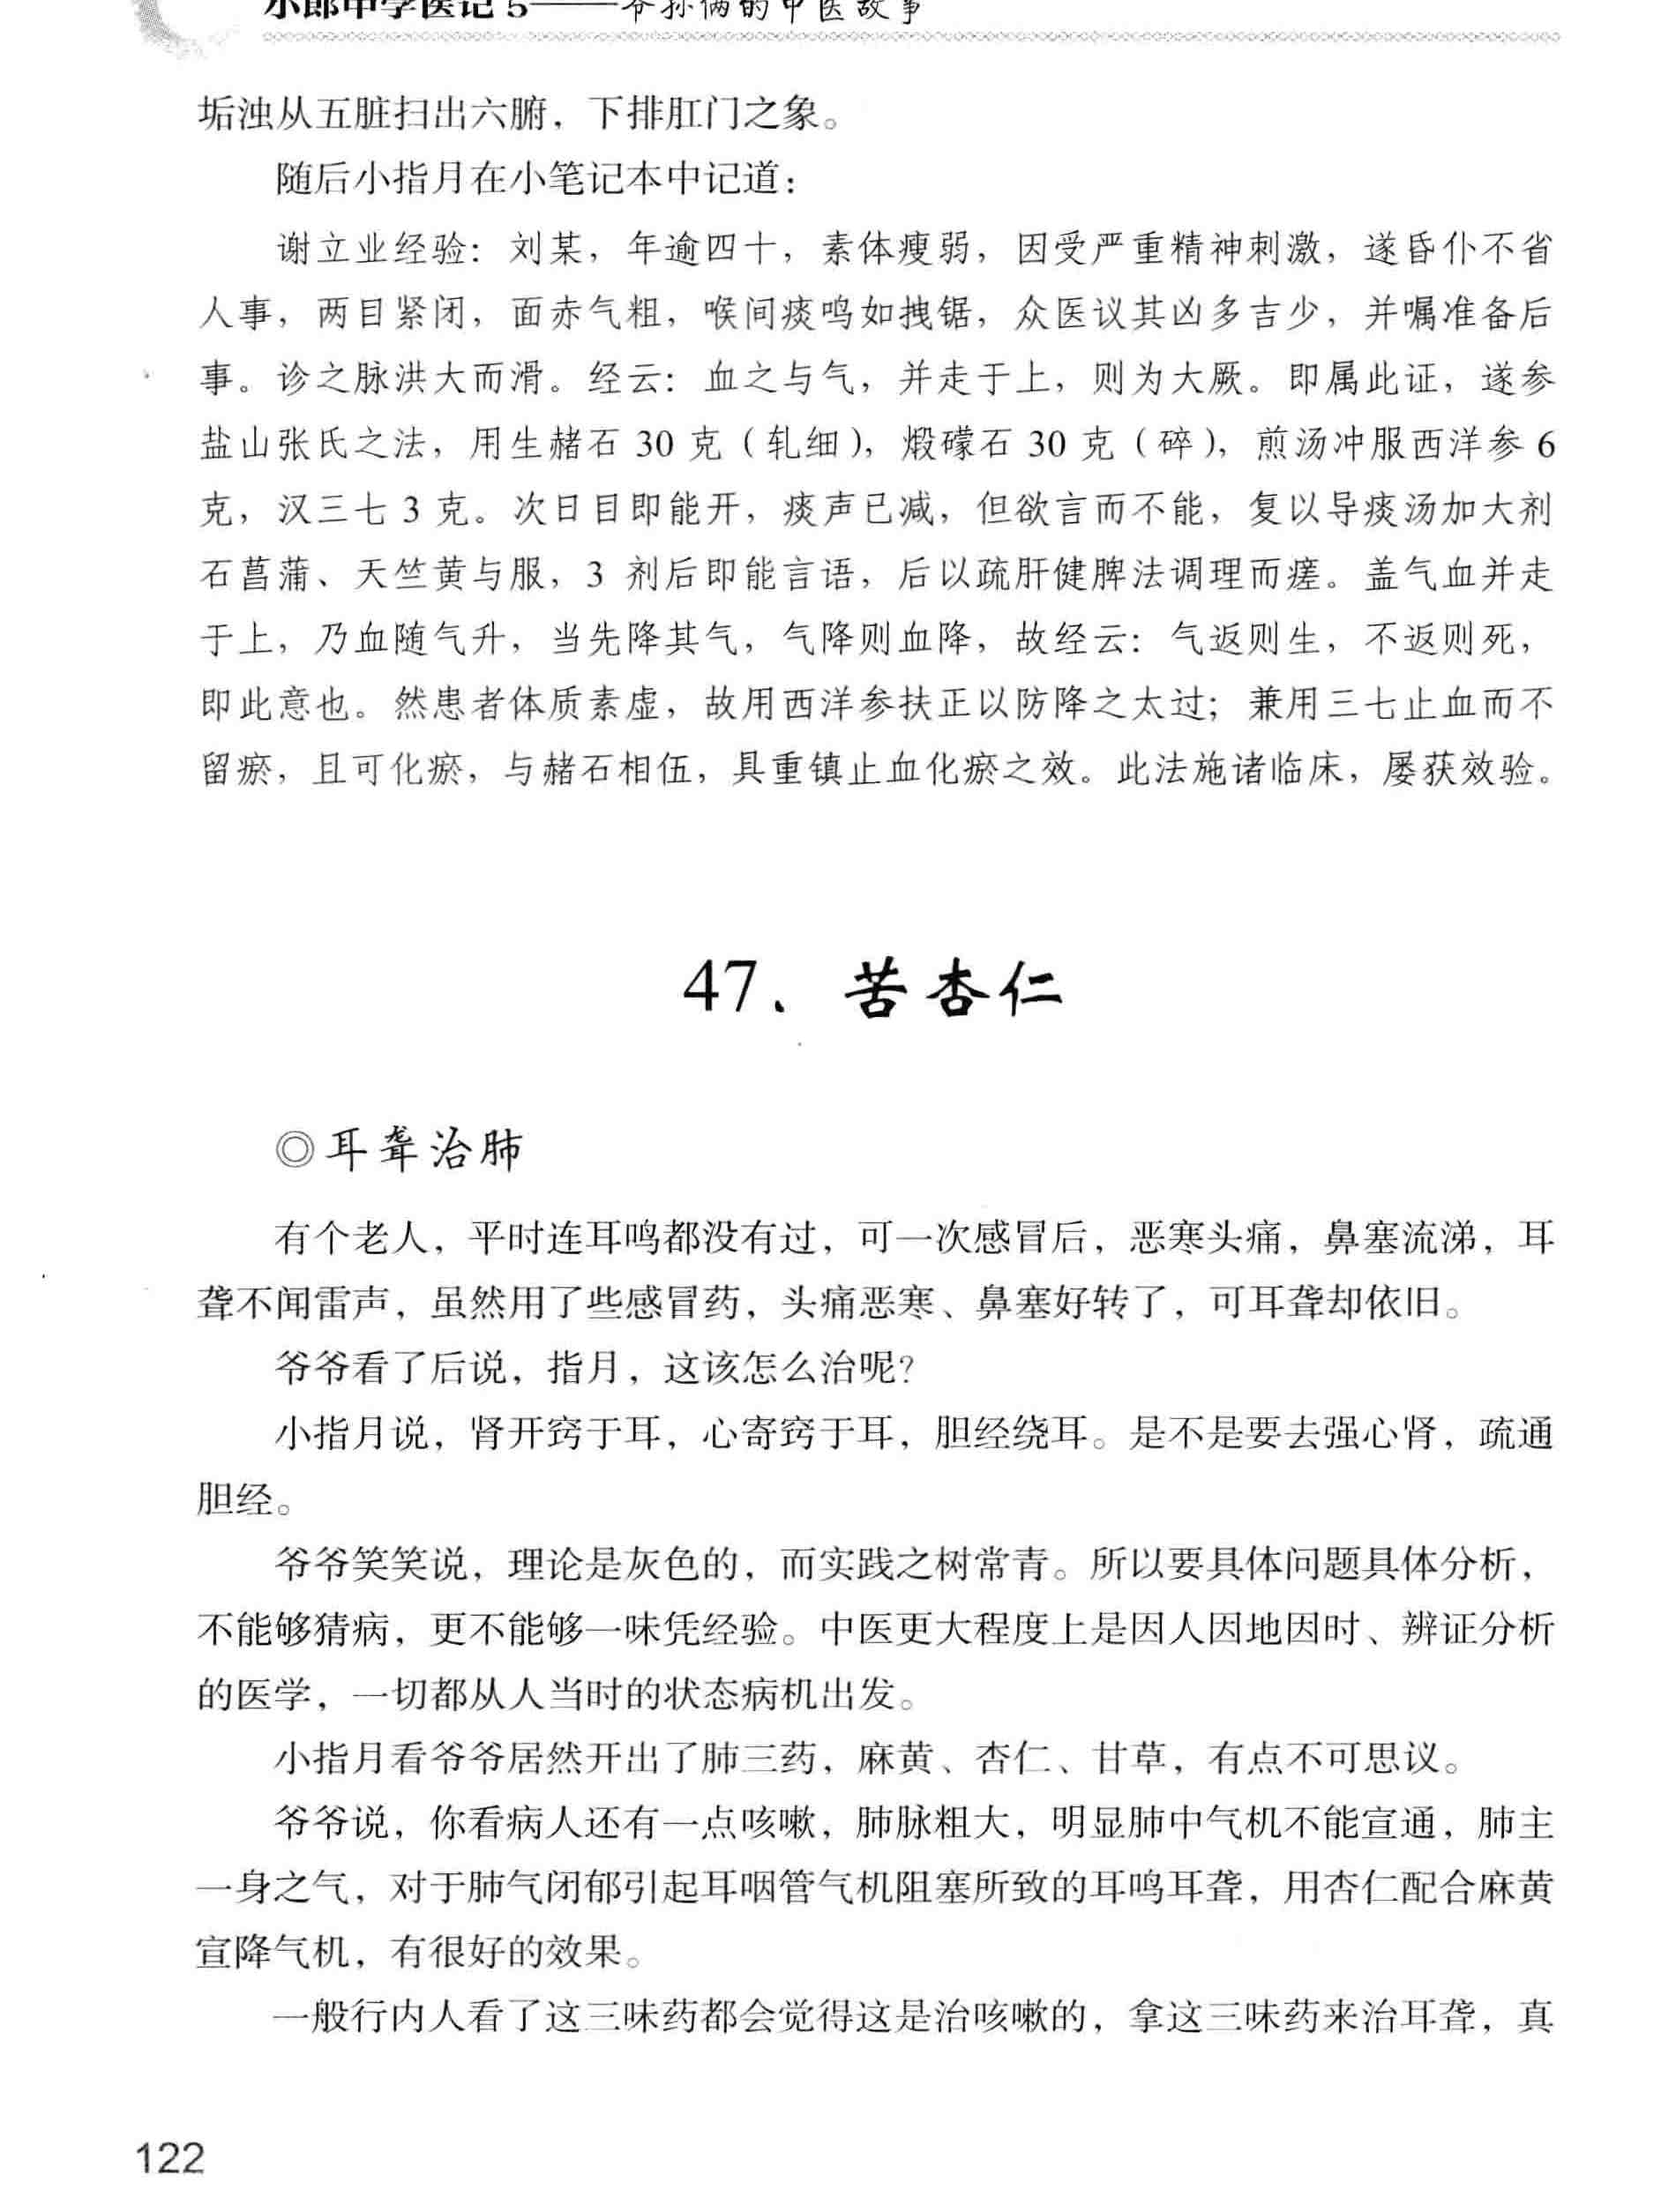 小郎中学医记5——爷孙俩的中医故事
垢浊从五脏扫出六腑，下排肛门之象。
随后小指月在小笔记本中记道：
谢立业经验：刘某，年逾四十，素体瘦弱，因受严重精神刺激，遂昏仆不省
人事，两目紧闭，面赤气粗，喉间痰鸣如拽锯，众医议其凶多吉少，并嘱准备后
事。诊之脉洪大而滑。经云：血之与气，并走于上，则为大厥。即属此证，遂参
盐山张氏之法，用生赭石 30 克（轧细），煅礞石 30 克（碎），煎汤冲服西洋参 6
克，汉三七 3 克。次日目即能开，痰声已减，但欲言而不能，复以导痰汤加大剂
石菖蒲、天竺黄与服，3 剂后即能言语，后以疏肝健脾法调理而瘥。盖气血并走
于上，乃血随气升，当先降其气，气降则血降，故经云：气返则生，不返则死，
即此意也。然患者体质素虚，故用西洋参扶正以防降之太过；兼用三七止血而不
留瘀，且可化瘀，与赭石相伍，具重镇止血化瘀之效。此法施诸临床，屡获效验。
47、苦杏仁
◎耳聋治肺
有个老人，平时连耳鸣都没有过，可一次感冒后，恶寒头痛，鼻塞流涕，耳
聋不闻雷声，虽然用了些感冒药，头痛恶寒、鼻塞好转了，可耳聋却依旧。
爷爷看了后说，指月，这该怎么治呢？
小指月说，肾开窍于耳，心寄窍于耳，胆经绕耳。是不是要去强心肾，疏通
胆经。
爷爷笑笑说，理论是灰色的，而实践之树常青。所以要具体问题具体分析，
不能够猜病，更不能够一味凭经验。中医更大程度上是因人因地因时、辨证分析
的医学，一切都从人当时的状态病机出发。
小指月看爷爷居然开出了肺三药，麻黄、杏仁、甘草，有点不可思议。
爷爷说，你看病人还有一点咳嗽，肺脉粗大，明显肺中气机不能宣通，肺主
一身之气，对于肺气闭郁引起耳咽管气机阻塞所致的耳鸣耳聋，用杏仁配合麻黄
宣降气机，有很好的效果。
一般行内人看了这三味药都会觉得这是治咳嗽的，拿这三味药来治耳聋，真
122